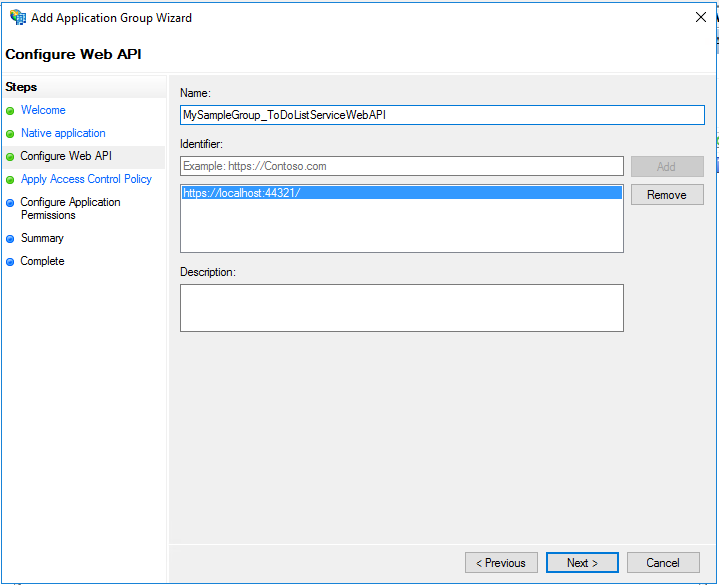 Add Application Group Wizard
Configure Web API
Steps
Welcome
Native application
Configure Web API
Apply Access Control Policy
Configure Application
Permissions
Summary
Complete
Name:
MySampleGroup_ToDoListServiceWebAPI
Identifier:
Example: https://Contoso.com
Add
https://localhost:44321/
Remove
Description:
< Previous
Next >
Cancel